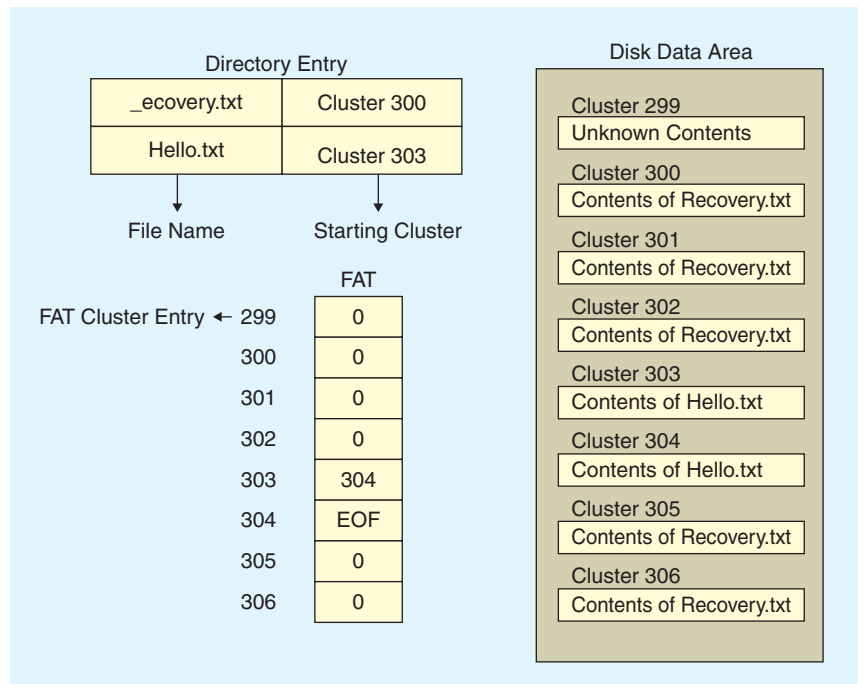 Directory Entry
_ecovery.txt Cluster 300
Hello.txt Cluster 303
File Name Starting Cluster
FAT
FAT Cluster Entry ← 299 0
300 0
301 0
302 0
303 304
304 EOF
305 0
306 0
Disk Data Area
Cluster 299
Unknown Contents
Cluster 300
Contents of Recovery.txt
Cluster 301
Contents of Recovery.txt
Cluster 302
Contents of Recovery.txt
Cluster 303
Contents of Hello.txt
Cluster 304
Contents of Hello.txt
Cluster 305
Contents of Recovery.txt
Cluster 306
Contents of Recovery.txt